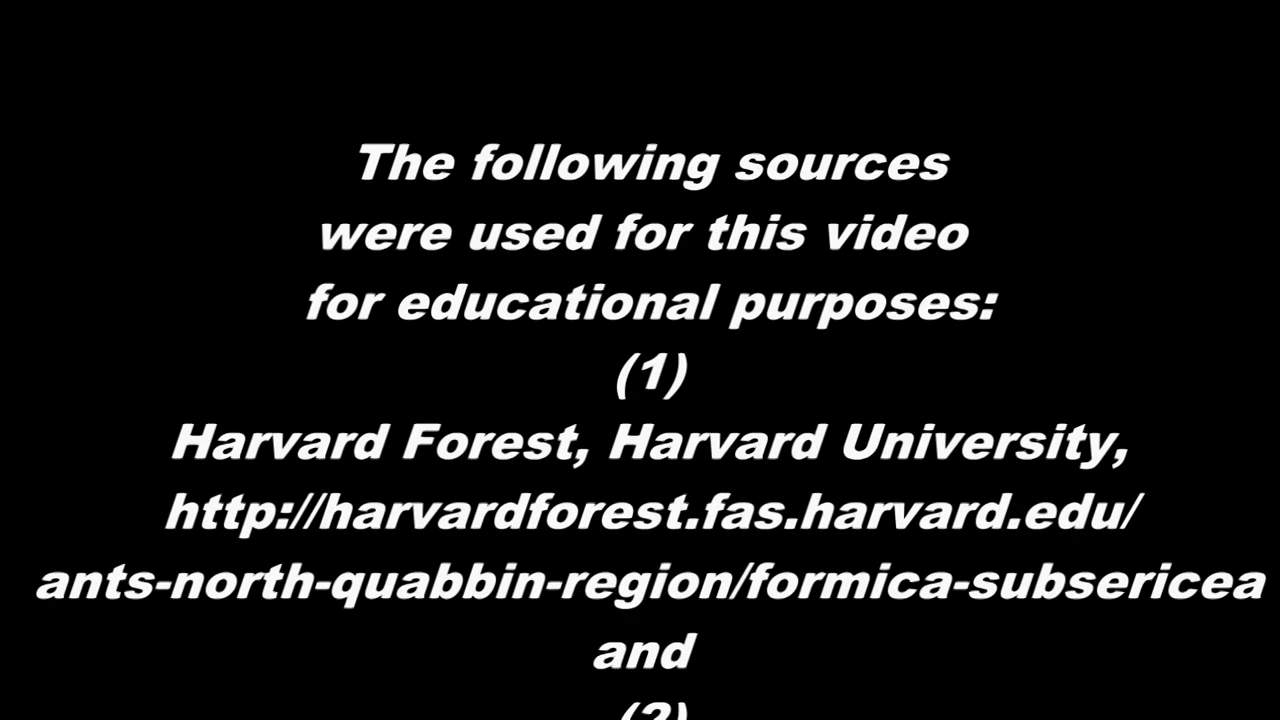 The following sources
were used for this video
for educational purposes:
(1)
Harvard Forest, Harvard University,
http://harvardforest.fas.harvard.edu/
ants-north-quabbin-region/formica-subsericea
and
(2)